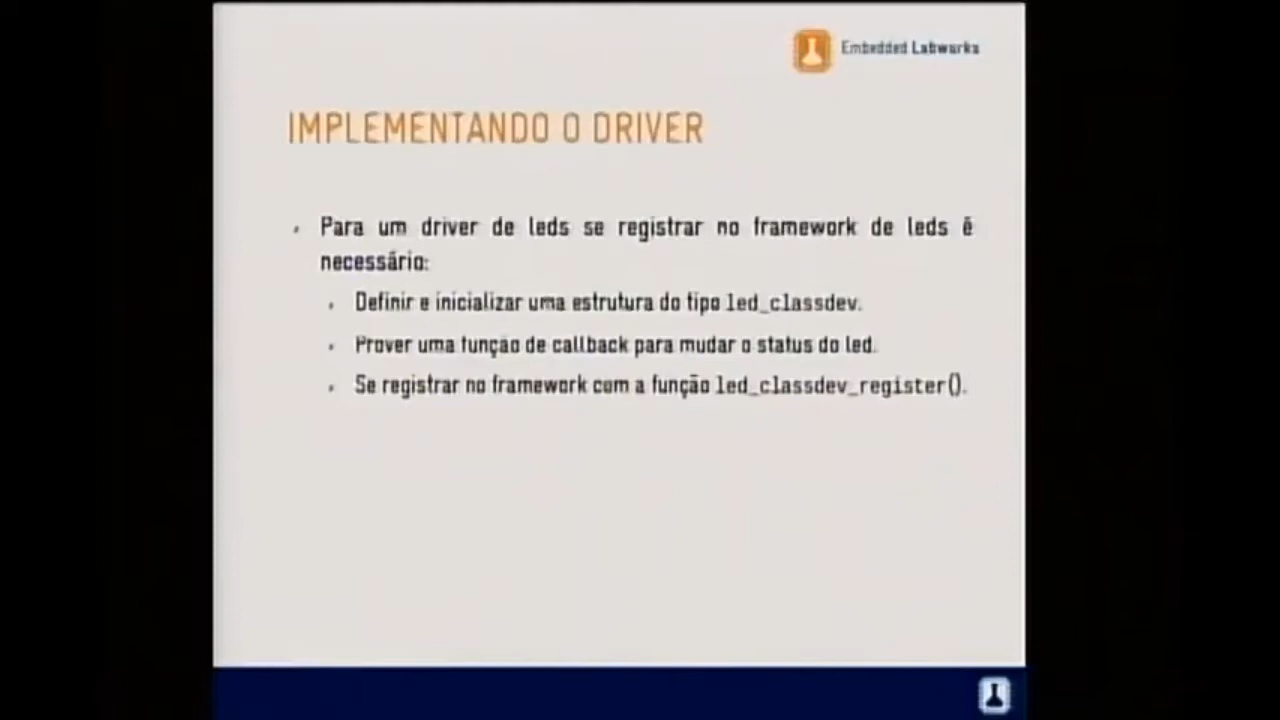 Embedded Labworks
IMPLEMENTANDO O DRIVER
Para um driver de leds se registrar no framework de leds é
necessário:
Definir e inicializar uma estrutura do tipo led_classdev.
Prover uma função de callback para mudar o status do led.
Se registrar no framework com a função led_classdev_register().